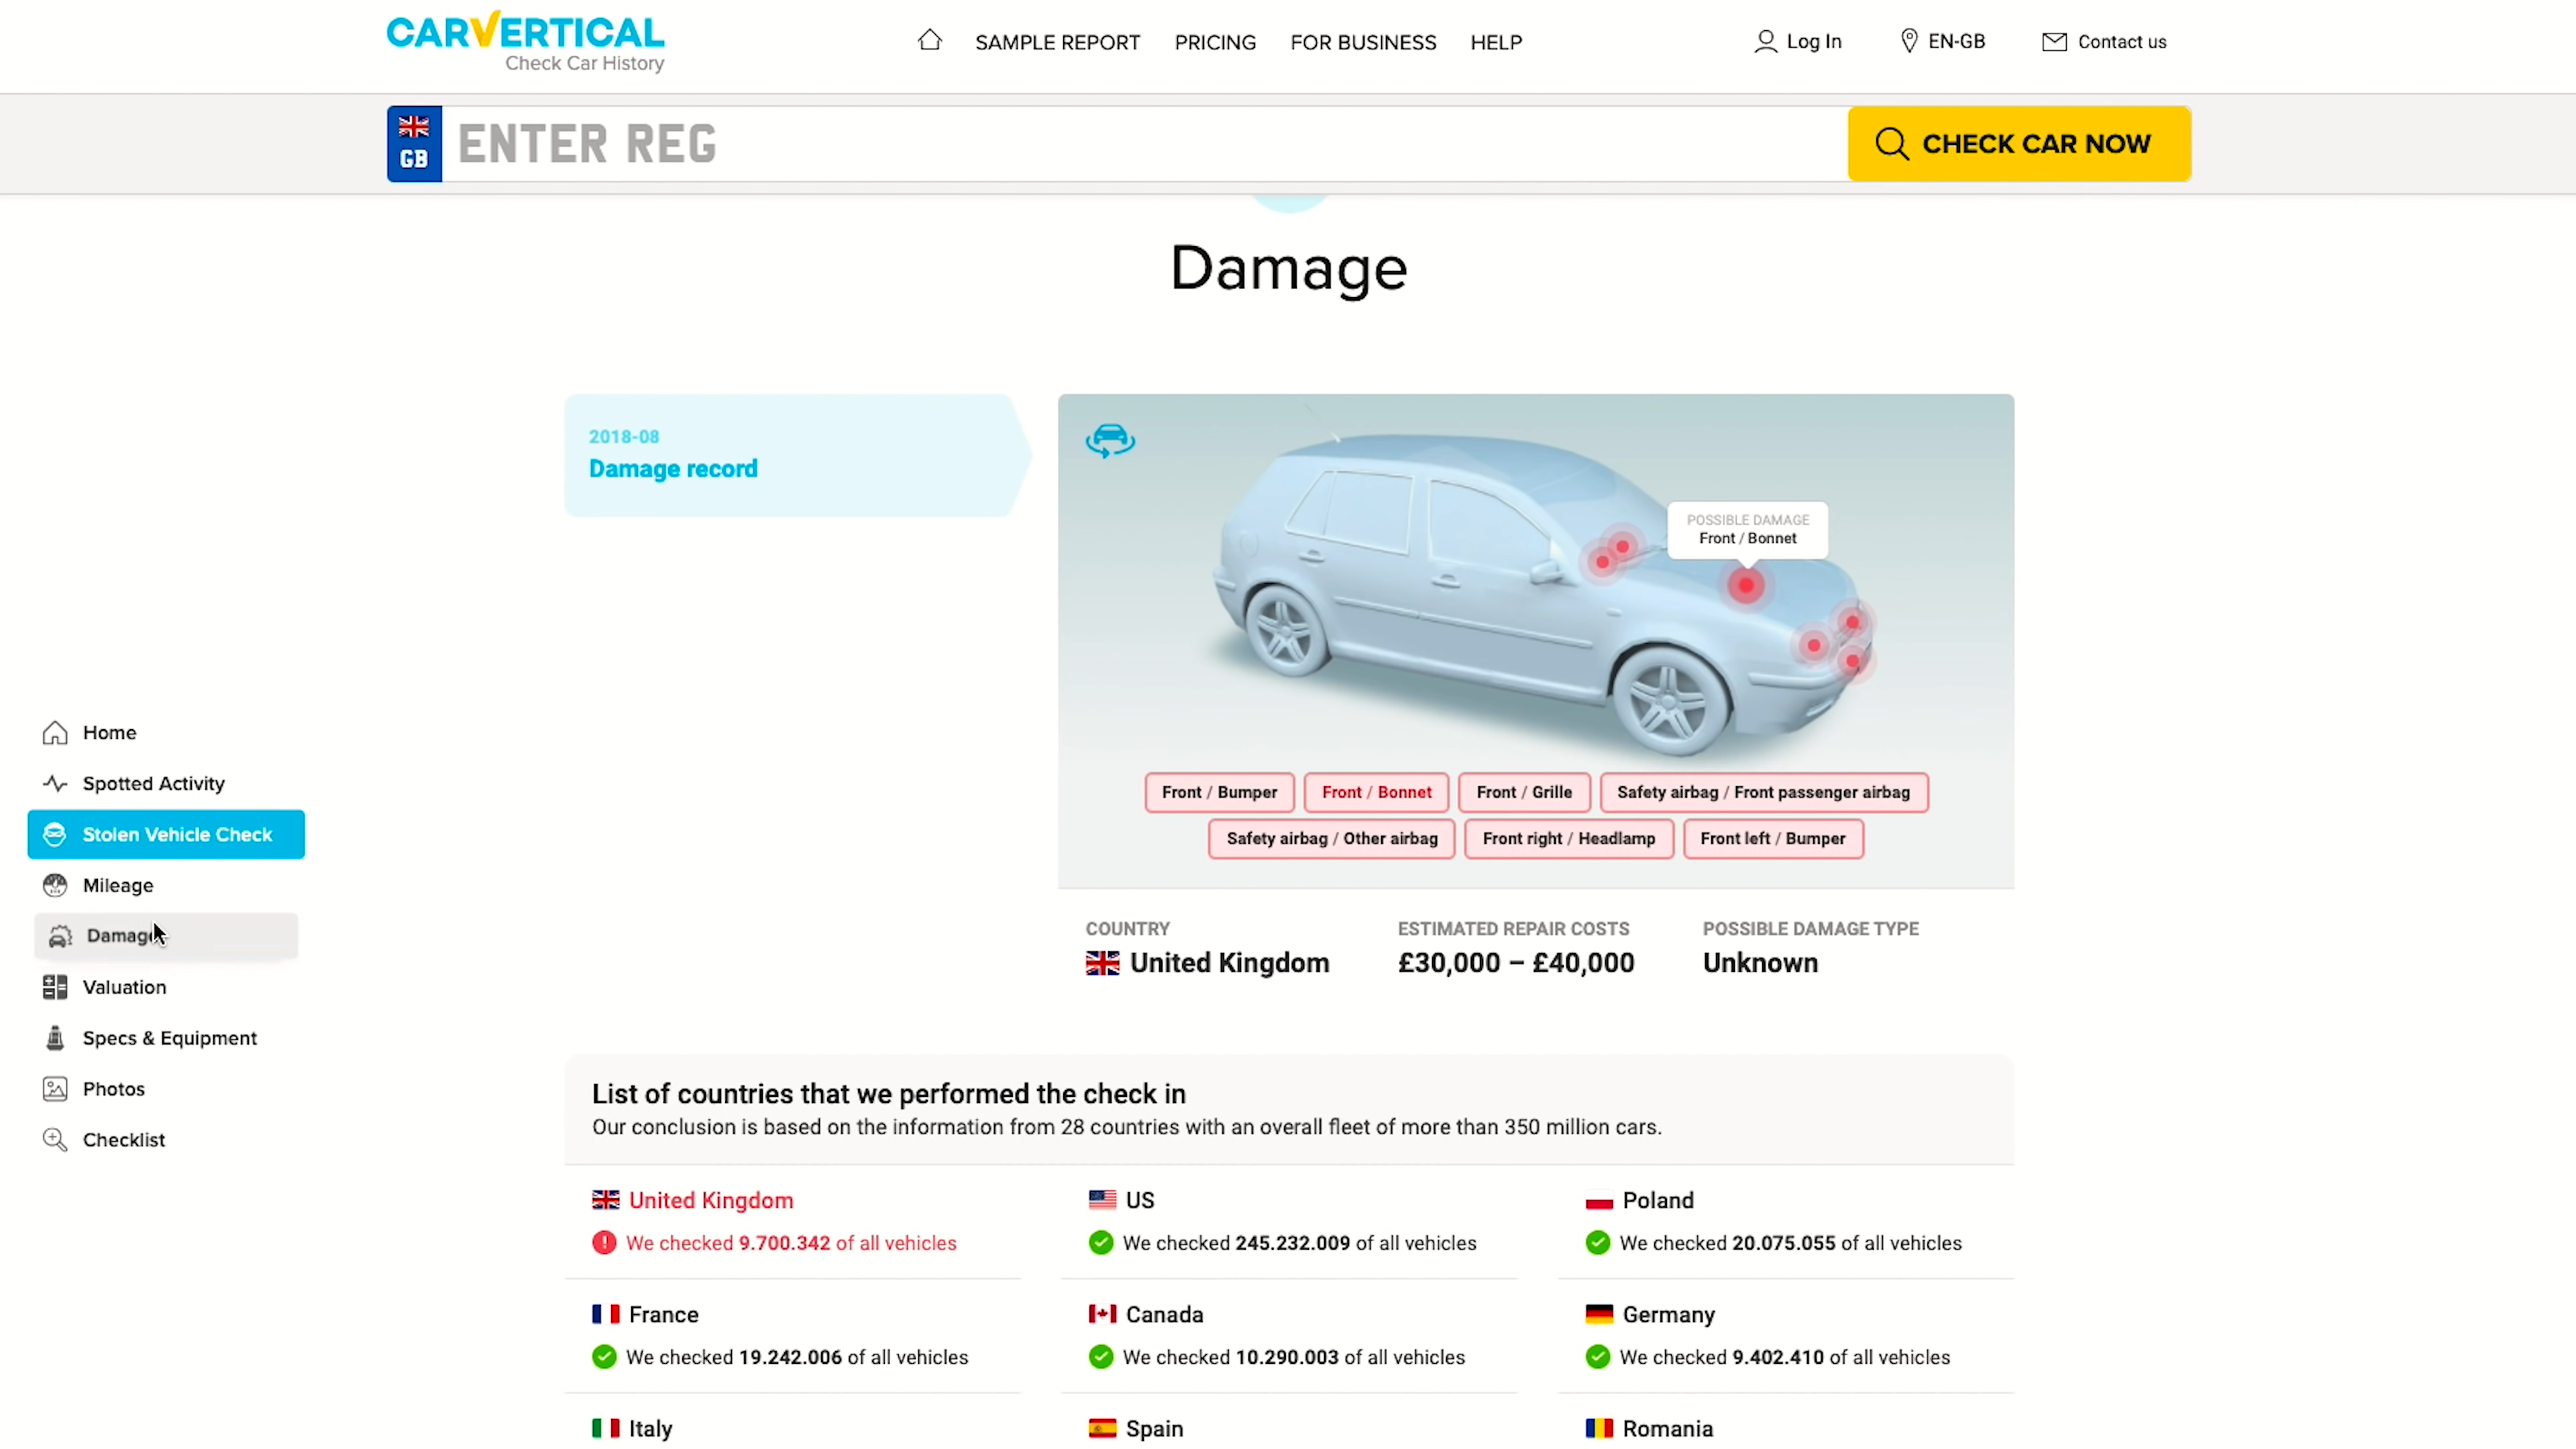 CARVERTICAL
Check Car History
SAMPLE REPORT
PRICING
FOR BUSINESS
HELP
Log In
EN-GB
Contact us
GB
ENTER REG
CHECK CAR NOW
Damage
2018-08
Damage record
POSSIBLE DAMAGE
Front / Bonnet
Front / Bumper
Front / Bonnet
Front / Grille
Safety airbag / Front passenger airbag
Safety airbag / Other airbag
Front right / Headlamp
Front left / Bumper
COUNTRY
United Kingdom
ESTIMATED REPAIR COSTS
£30,000 – £40,000
POSSIBLE DAMAGE TYPE
Unknown
Home
Spotted Activity
Stolen Vehicle Check
Mileage
Damage
Valuation
Specs & Equipment
Photos
Checklist
List of countries that we performed the check in
Our conclusion is based on the information from 28 countries with an overall fleet of more than 350 million cars.
United Kingdom
We checked 9.700.342 of all vehicles
US
We checked 245.232.009 of all vehicles
Poland
We checked 20.075.055 of all vehicles
France
We checked 19.242.006 of all vehicles
Canada
We checked 10.290.003 of all vehicles
Germany
We checked 9.402.410 of all vehicles
Italy
Spain
Romania